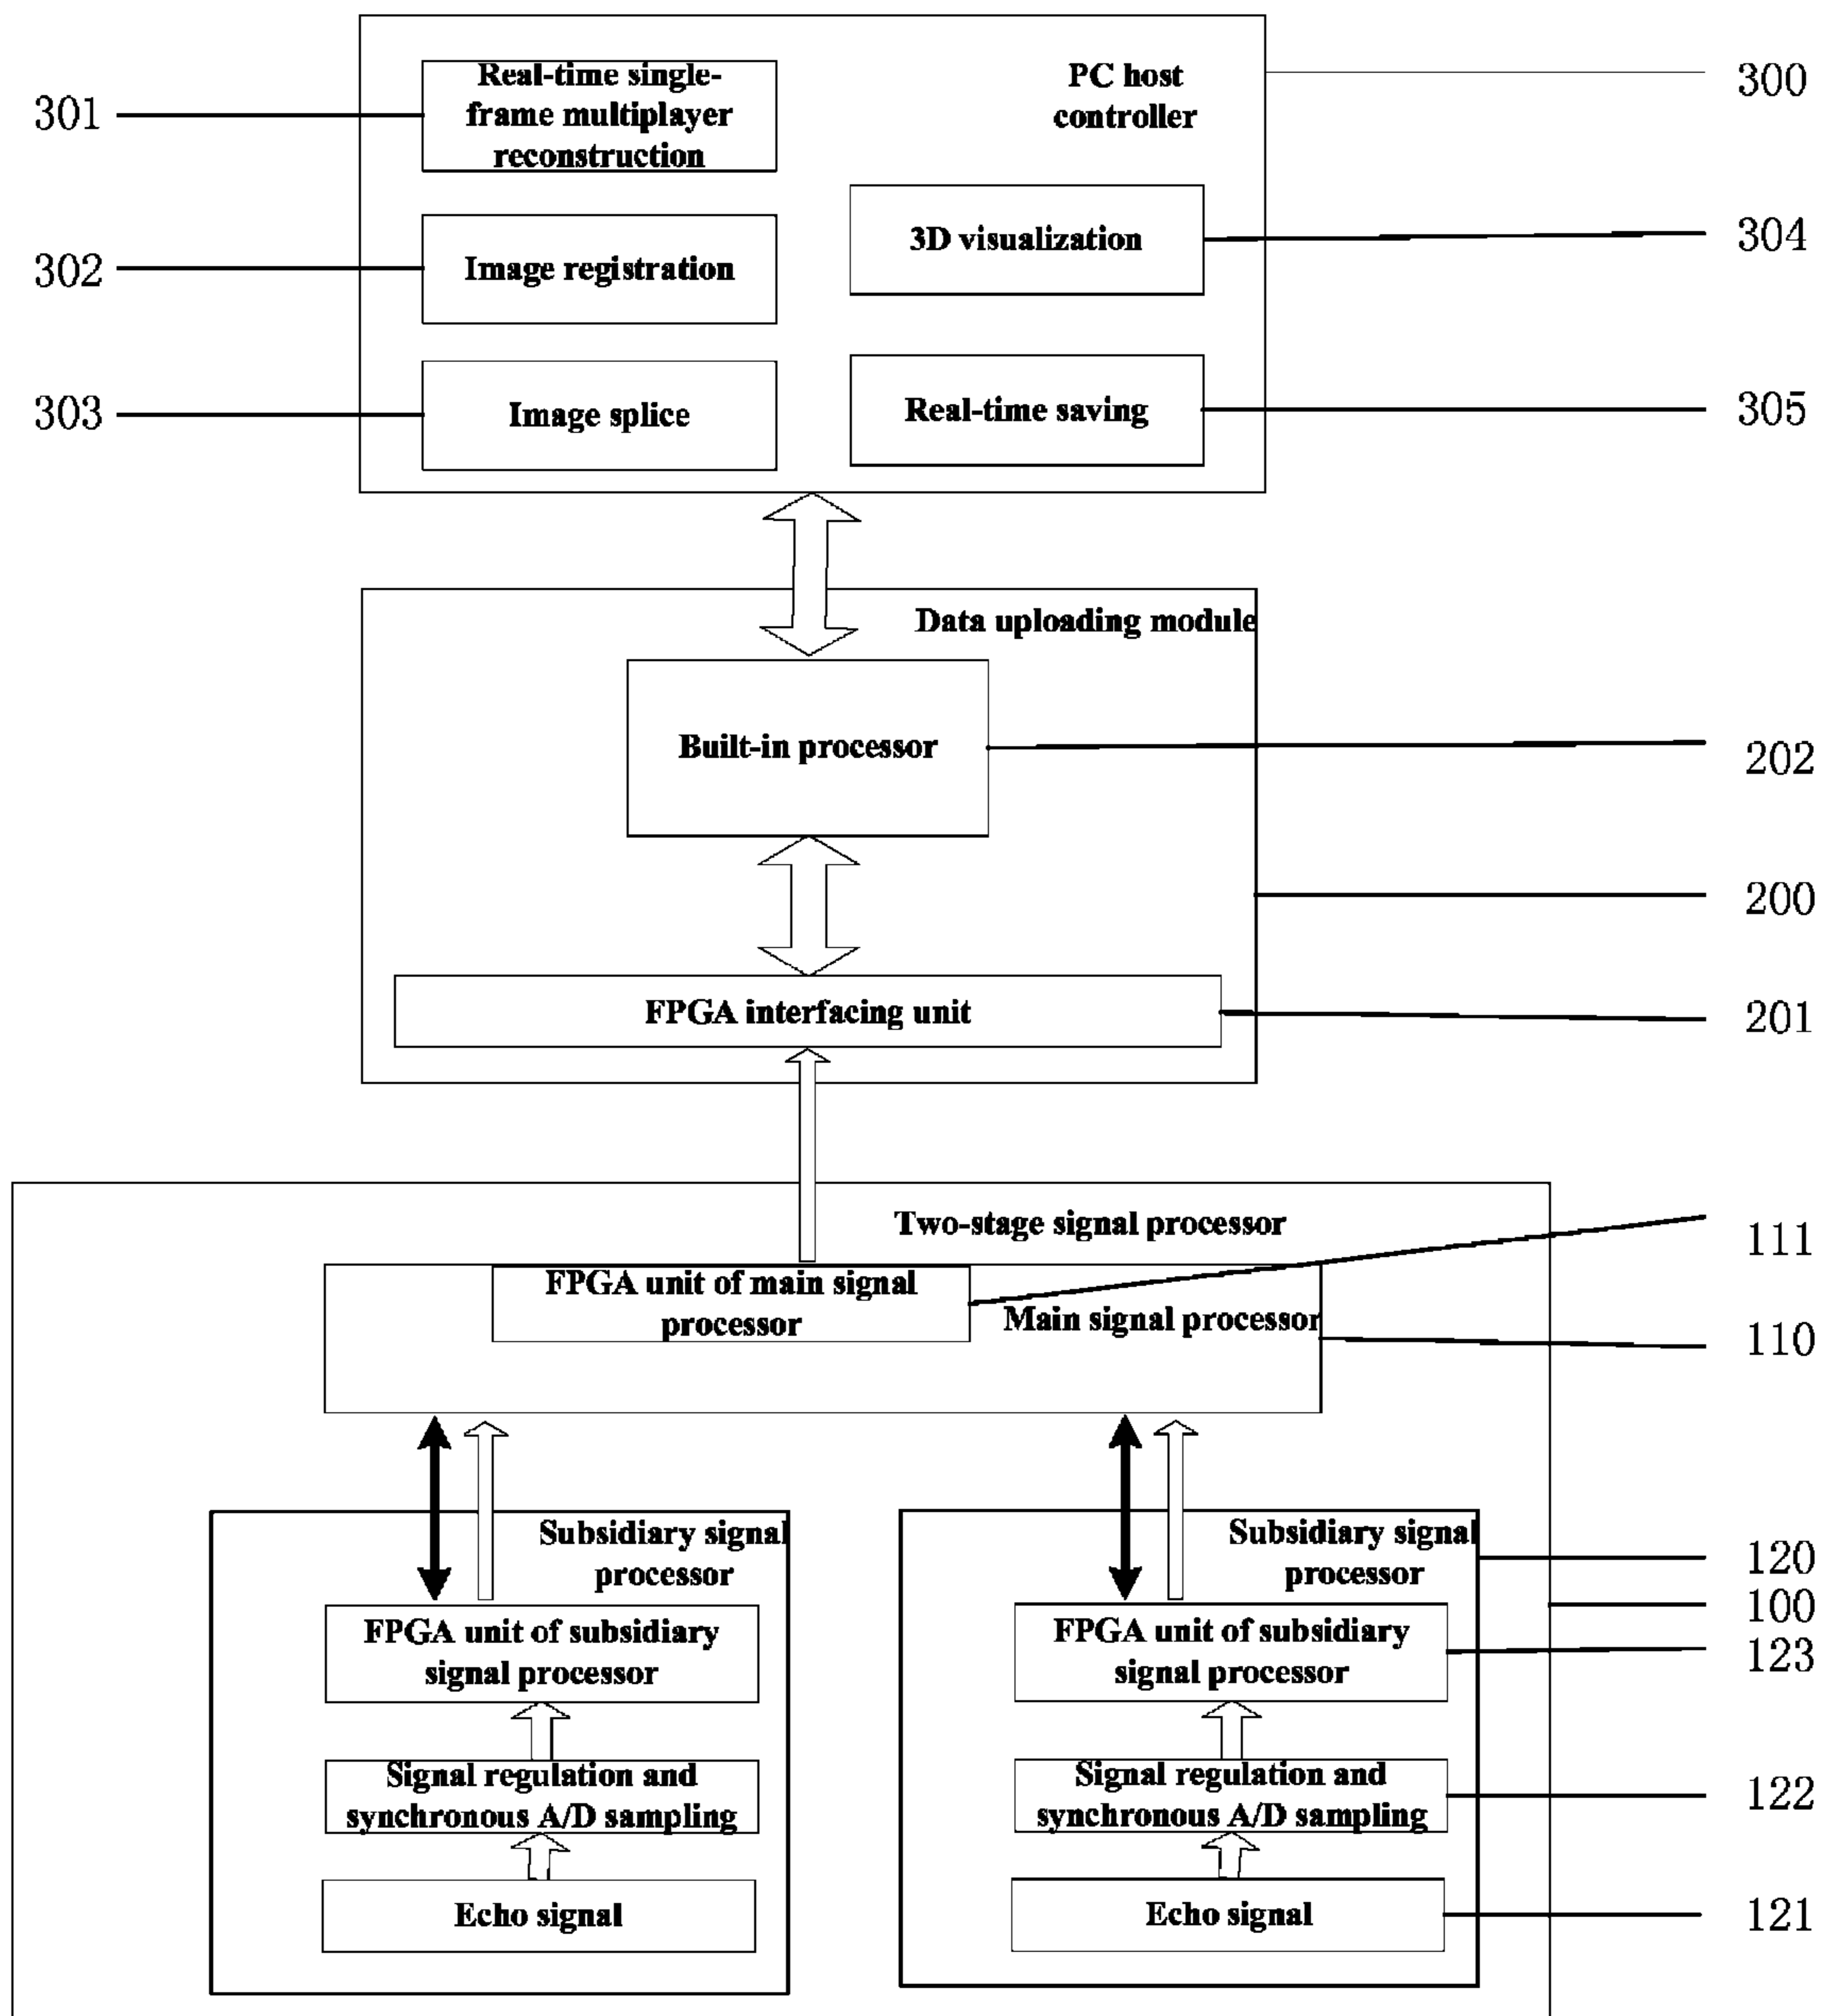 Real-time single-
frame multiplayer
reconstruction
PC host
controller
300
301
3D visualization
304
Image registration
302
Image splice
303
Real-time saving
305
Data uploading module
Built-in processor
202
200
FPGA interfacing unit
201
Two-stage signal processor
111
FPGA unit of main signal
processor
Main signal processor
110
Subsidiary signal
processor
Subsidiary signal
processor
120
100
FPGA unit of subsidiary
signal processor
FPGA unit of subsidiary
signal processor
123
Signal regulation and
synchronous A/D sampling
Signal regulation and
synchronous A/D sampling
122
Echo signal
Echo signal
121